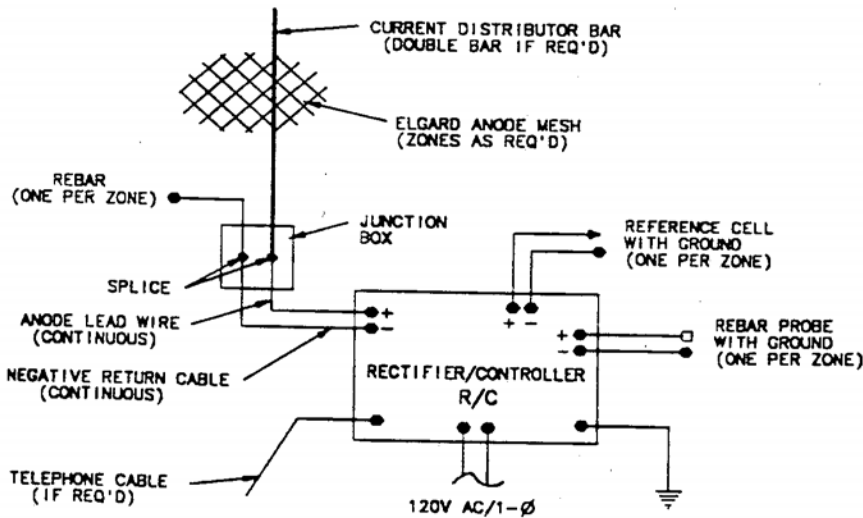 CURRENT DISTRIBUTOR BAR
(DOUBLE BAR IF REQ'D)
ELGARD ANODE MESH
(ZONES AS REQ'D)
REBAR
(ONE PER ZONE)
JUNCTION
BOX
REFERENCE CELL
WITH GROUND
(ONE PER ZONE)
SPLICE
ANODE LEAD WIRE
(CONTINUOUS)
+
-
+ -
+
-
REBAR PROBE
WITH GROUND
(ONE PER ZONE)
NEGATIVE RETURN CABLE
(CONTINUOUS)
RECTIFIER/CONTROLLER
R/C
TELEPHONE CABLE
(IF REQ'D)
120V AC/1-Ø